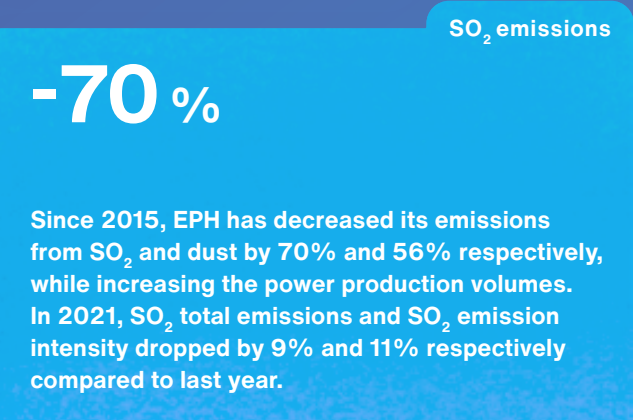 SO₂ emissions
-70 %
Since 2015, EPH has decreased its emissions
from SO₂ and dust by 70% and 56% respectively,
while increasing the power production volumes.
In 2021, SO₂ total emissions and SO₂ emission
intensity dropped by 9% and 11% respectively
compared to last year.